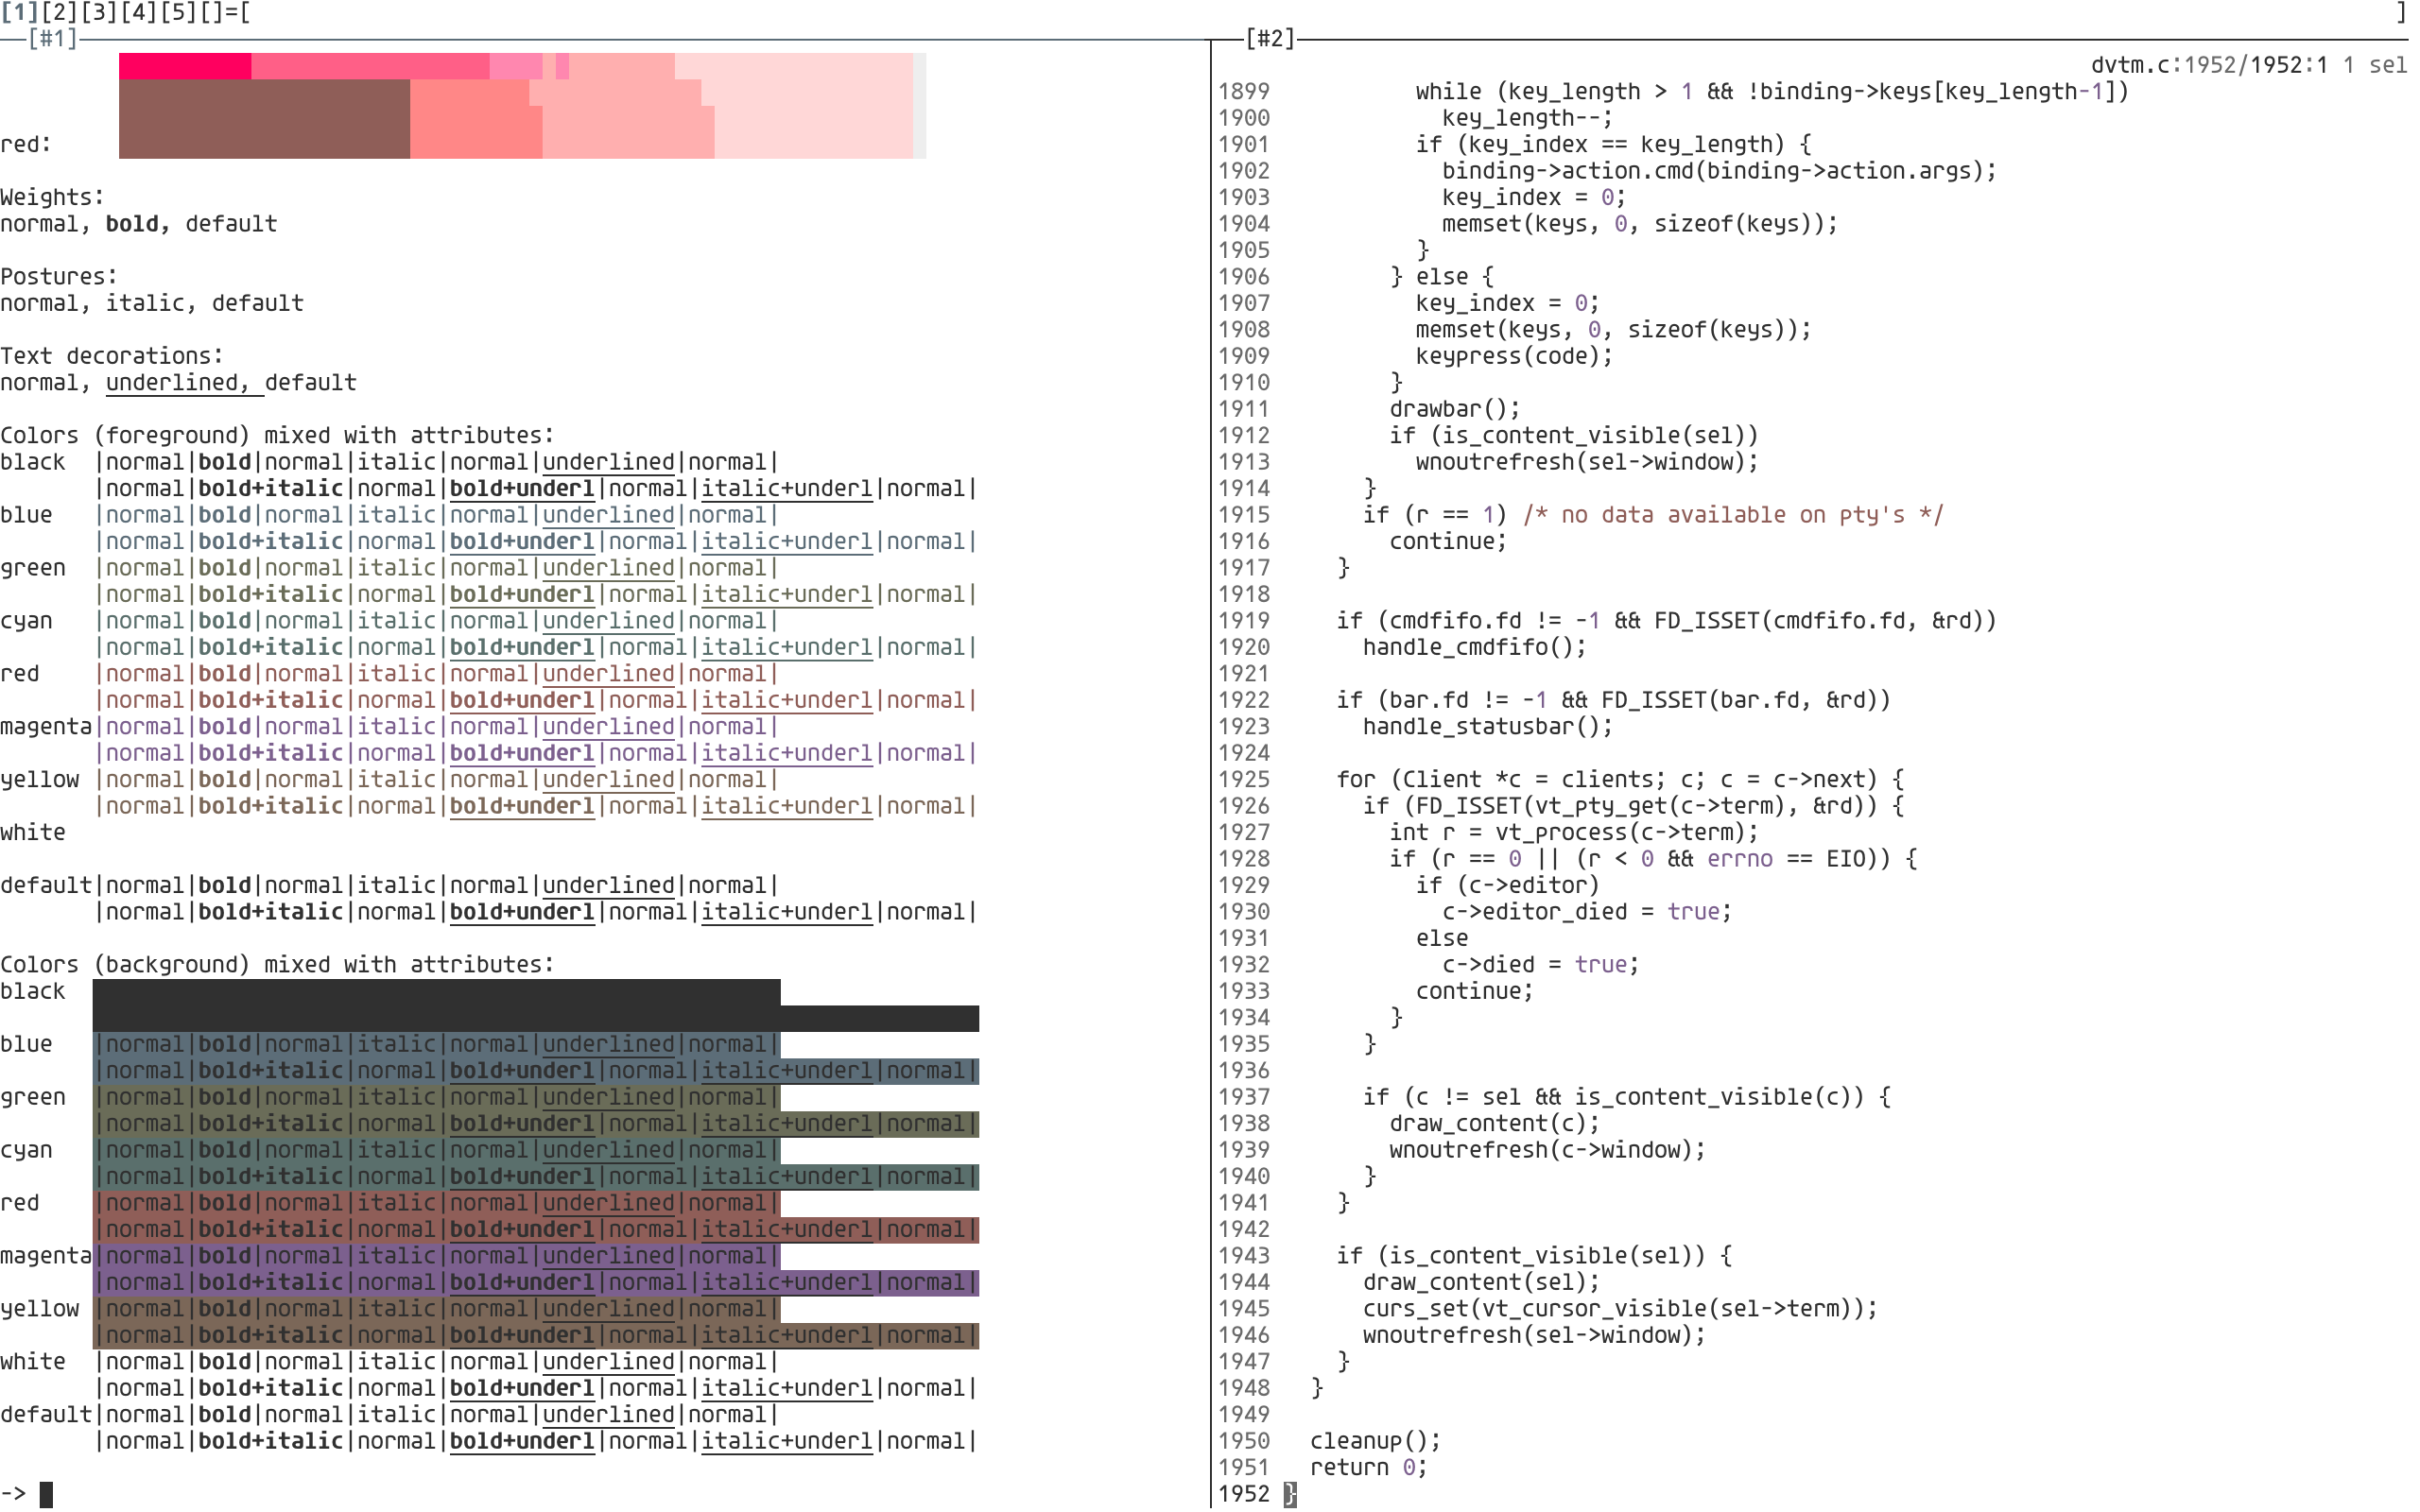 [1][2][3][4][5][]=[ ]
[#1]
red:
Weights:
normal, bold, default
Postures:
normal, italic, default
Text decorations:
normal, underlined, default
Colors (foreground) mixed with attributes:
black |normal|bold|normal|italic|normal|underlined|normal|
|normal|bold+italic|normal|bold+underl|normal|italic+underl|normal|
blue |normal|bold|normal|italic|normal|underlined|normal|
|normal|bold+italic|normal|bold+underl|normal|italic+underl|normal|
green |normal|bold|normal|italic|normal|underlined|normal|
|normal|bold+italic|normal|bold+underl|normal|italic+underl|normal|
cyan |normal|bold|normal|italic|normal|underlined|normal|
|normal|bold+italic|normal|bold+underl|normal|italic+underl|normal|
red |normal|bold|normal|italic|normal|underlined|normal|
|normal|bold+italic|normal|bold+underl|normal|italic+underl|normal|
magenta|normal|bold|normal|italic|normal|underlined|normal|
|normal|bold+italic|normal|bold+underl|normal|italic+underl|normal|
yellow |normal|bold|normal|italic|normal|underlined|normal|
|normal|bold+italic|normal|bold+underl|normal|italic+underl|normal|
white
default|normal|bold|normal|italic|normal|underlined|normal|
|normal|bold+italic|normal|bold+underl|normal|italic+underl|normal|
Colors (background) mixed with attributes:
black
blue |normal|bold|normal|italic|normal|underlined|normal|
|normal|bold+italic|normal|bold+underl|normal|italic+underl|normal|
green |normal|bold|normal|italic|normal|underlined|normal|
|normal|bold+italic|normal|bold+underl|normal|italic+underl|normal|
cyan |normal|bold|normal|italic|normal|underlined|normal|
|normal|bold+italic|normal|bold+underl|normal|italic+underl|normal|
red |normal|bold|normal|italic|normal|underlined|normal|
|normal|bold+italic|normal|bold+underl|normal|italic+underl|normal|
magenta|normal|bold|normal|italic|normal|underlined|normal|
|normal|bold+italic|normal|bold+underl|normal|italic+underl|normal|
yellow |normal|bold|normal|italic|normal|underlined|normal|
|normal|bold+italic|normal|bold+underl|normal|italic+underl|normal|
white |normal|bold|normal|italic|normal|underlined|normal|
|normal|bold+italic|normal|bold+underl|normal|italic+underl|normal|
default|normal|bold|normal|italic|normal|underlined|normal|
|normal|bold+italic|normal|bold+underl|normal|italic+underl|normal|
->
[#2]
dvtm.c:1952/1952:1 1 sel
1899 while (key_length > 1 && !binding->keys[key_length-1])
1900 key_length--;
1901 if (key_index == key_length) {
1902 binding->action.cmd(binding->action.args);
1903 key_index = 0;
1904 memset(keys, 0, sizeof(keys));
1905 }
1906 } else {
1907 key_index = 0;
1908 memset(keys, 0, sizeof(keys));
1909 keypress(code);
1910 }
1911 drawbar();
1912 if (is_content_visible(sel))
1913 wnoutrefresh(sel->window);
1914 }
1915 if (r == 1) /* no data available on pty's */
1916 continue;
1917 }
1918
1919 if (cmdfifo.fd != -1 && FD_ISSET(cmdfifo.fd, &rd))
1920 handle_cmdfifo();
1921
1922 if (bar.fd != -1 && FD_ISSET(bar.fd, &rd))
1923 handle_statusbar();
1924
1925 for (Client *c = clients; c; c = c->next) {
1926 if (FD_ISSET(vt_pty_get(c->term), &rd)) {
1927 int r = vt_process(c->term);
1928 if (r == 0 || (r < 0 && errno == EIO)) {
1929 if (c->editor)
1930 c->editor_died = true;
1931 else
1932 c->died = true;
1933 continue;
1934 }
1935 }
1936
1937 if (c != sel && is_content_visible(c)) {
1938 draw_content(c);
1939 wnoutrefresh(c->window);
1940 }
1941 }
1942
1943 if (is_content_visible(sel)) {
1944 draw_content(sel);
1945 curs_set(vt_cursor_visible(sel->term));
1946 wnoutrefresh(sel->window);
1947 }
1948 }
1949
1950 cleanup();
1951 return 0;
1952 }